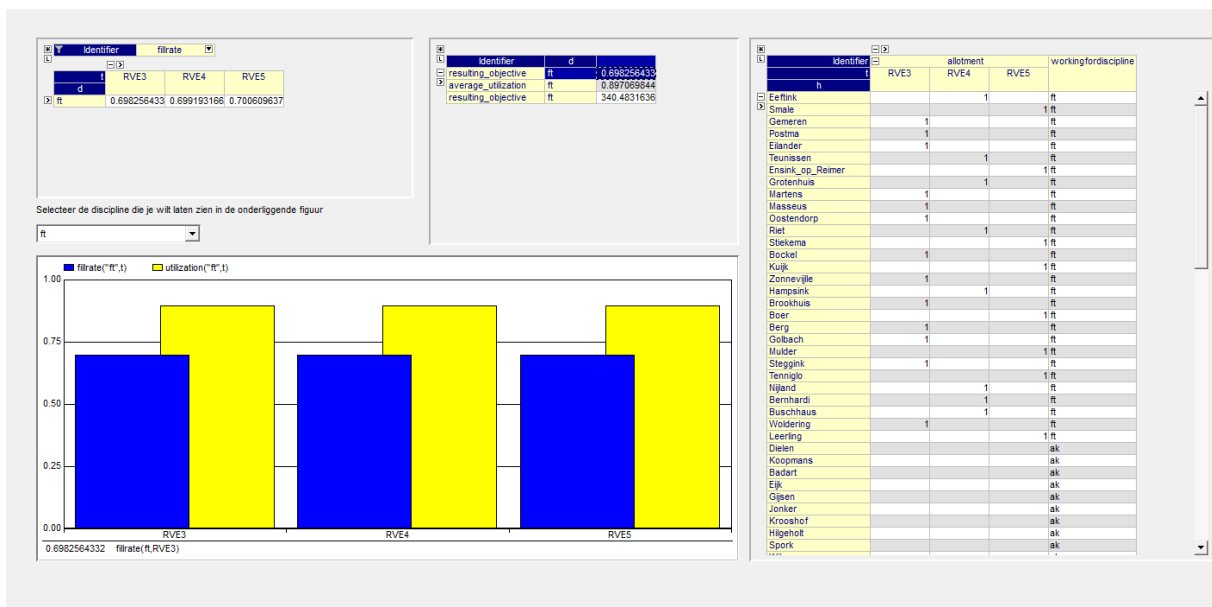 Identifier fillrate
t RVE3 RVE4 RVE5
d
ft 0.698256433 0.699193166 0.700609637
Identifier d
resulting_objective ft 0.698256433
average_utilization ft 0.897069844
resulting_objective ft 340.4831636
Selecteer de discipline die je wilt laten zien in de onderliggende figuur
ft
fillrate("ft",t) utilization("ft",t)
1.00
0.75
0.50
0.25
0.00
RVE3 RVE4 RVE5
0.6982564332 fillrate(ft,RVE3)
Identifier allotment workingfordiscipline
t RVE3 RVE4 RVE5
h
Eeftink 1 ft
Smale 1 ft
Gemeren 1 ft
Postma 1 ft
Eilander 1 ft
Teunissen 1 ft
Ensink_op_Reimer 1 ft
Grotenhuis 1 ft
Martens 1 ft
Masseus 1 ft
Oostendorp 1 ft
Riet 1 ft
Stiekema 1 ft
Bockel 1 ft
Kuijk 1 ft
Zonnevijlle 1 ft
Hampsink 1 ft
Brookhuis 1 ft
Boer 1 ft
Berg 1 ft
Golbach 1 ft
Mulder 1 ft
Steggink 1 ft
Tenniglo 1 ft
Nijland 1 ft
Bernhardi 1 ft
Buschhaus 1 ft
Woldering 1 ft
Leerling 1 ft
Dielen ak
Koopmans ak
Badart ak
Eijk ak
Gijsen ak
Jonker ak
Krooshof ak
Hilgeholt ak
Spork ak